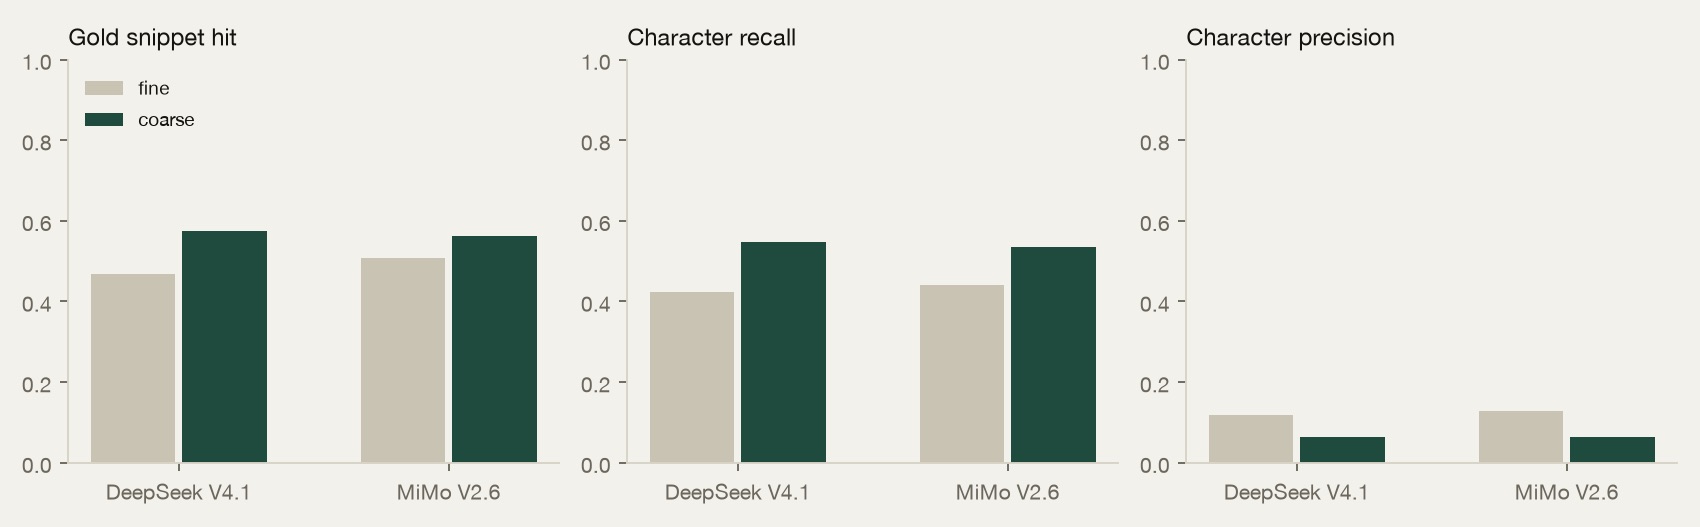 Gold snippet hit
1.0
0.8
0.6
0.4
0.2
0.0
fine
coarse
DeepSeek V4.1
MiMo V2.6
Character recall
1.0
0.8
0.6
0.4
0.2
0.0
DeepSeek V4.1
MiMo V2.6
Character precision
1.0
0.8
0.6
0.4
0.2
0.0
DeepSeek V4.1
MiMo V2.6